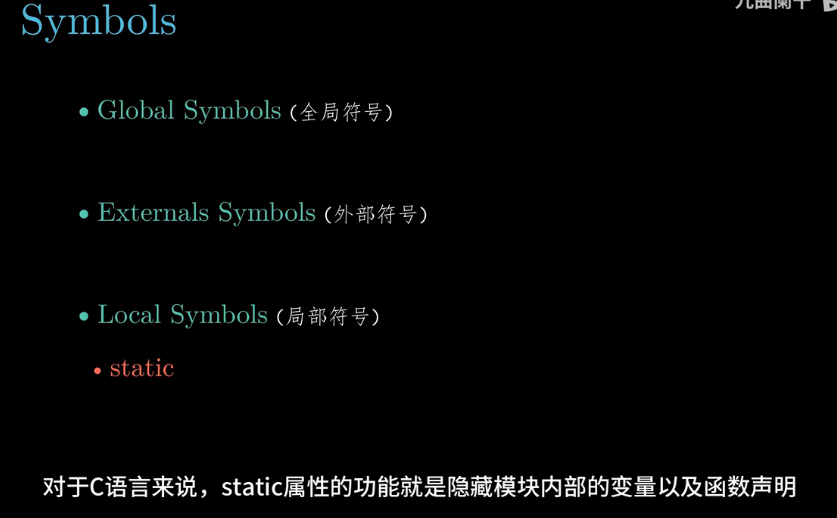 Symbols
九曲阑干
• Global Symbols (全局符号)
• Externals Symbols (外部符号)
• Local Symbols (局部符号)
• static
对于C语言来说，static属性的功能就是隐藏模块内部的变量以及函数声明